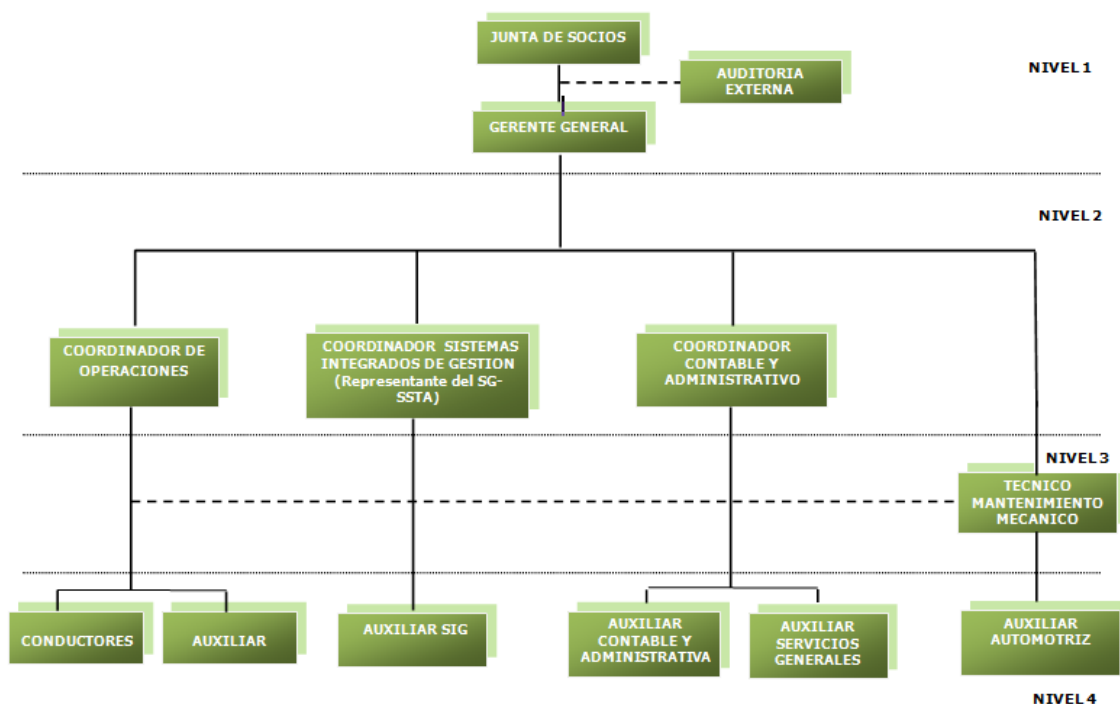 JUNTA DE SOCIOS
NIVEL 1
AUDITORIA
EXTERNA
GERENTE GENERAL
NIVEL 2
COORDINADOR DE
OPERACIONES
COORDINADOR SISTEMAS
INTEGRADOS DE GESTION
(Representante del SG-
SSTA)
COORDINADOR
CONTABLE Y
ADMINISTRATIVO
NIVEL 3
TECNICO
MANTENIMIENTO
MECANICO
CONDUCTORES
AUXILIAR
AUXILIAR SIG
AUXILIAR
CONTABLE Y
ADMINISTRATIVA
AUXILIAR
SERVICIOS
GENERALES
AUXILIAR
AUTOMOTRIZ
NIVEL 4